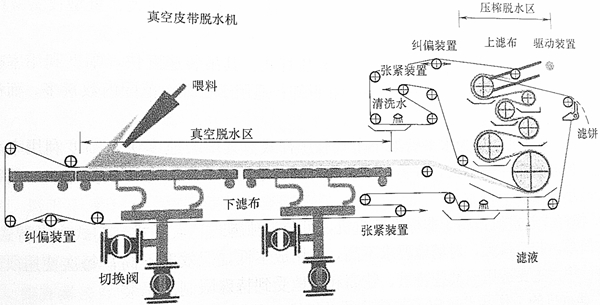 真空皮带脱水机
压榨脱水区
纠偏装置
上滤布
驱动装置
张紧装置
喂料
清洗水
真空脱水区
滤饼
下滤布
纠偏装置
张紧装置
切换阀
滤液